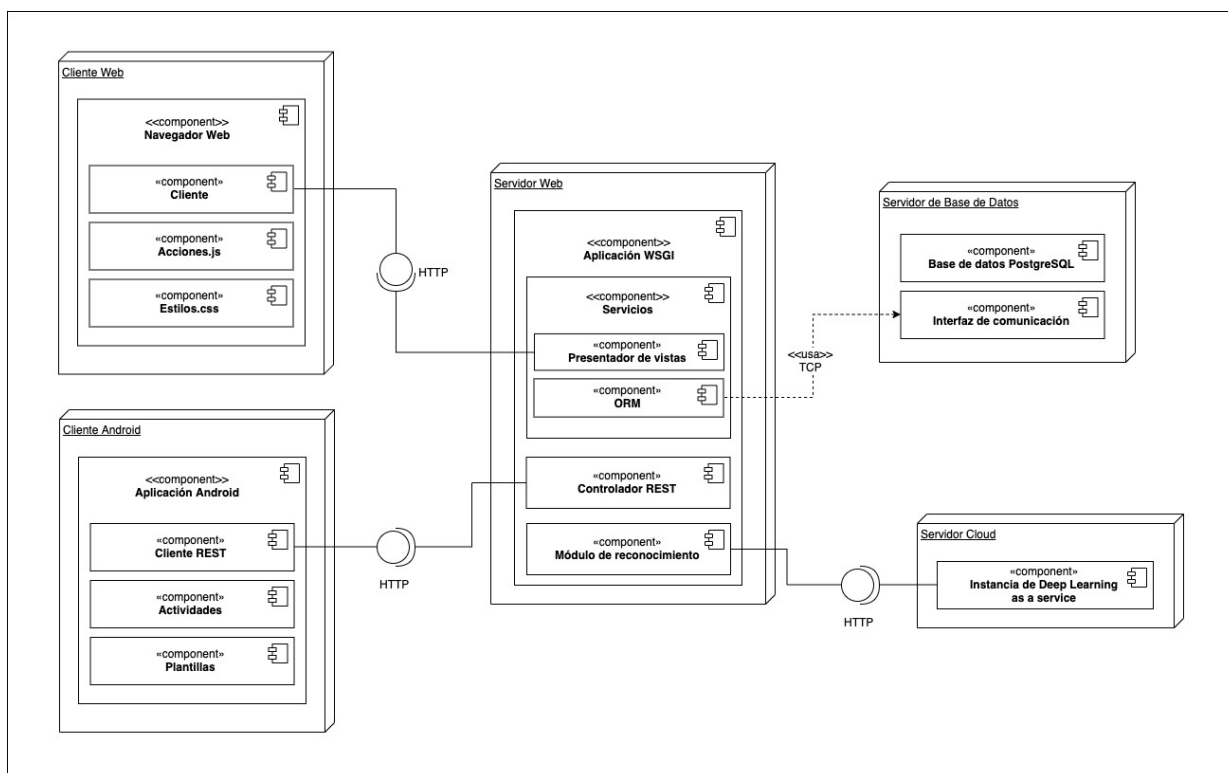 Cliente Web
<<component>>
Navegador Web
«component»
Cliente
«component»
Acciones.js
«component»
Estilos.css
HTTP
Cliente Android
<<component>>
Aplicación Android
«component»
Cliente REST
«component»
Actividades
«component»
Plantillas
HTTP
Servidor Web
<<component>>
Aplicación WSGI
<<component>>
Servicios
«component»
Presentador de vistas
«component»
ORM
«component»
Controlador REST
«component»
Módulo de reconocimiento
<<usa>>
TCP
Servidor de Base de Datos
«component»
Base de datos PostgreSQL
«component»
Interfaz de comunicación
HTTP
Servidor Cloud
«component»
Instancia de Deep Learning
as a service